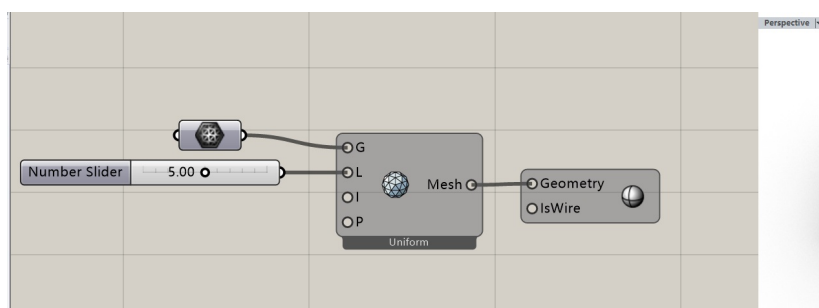 Perspective
G
Number Slider 5.00
L
Mesh
I
P
Uniform
Geometry
IsWire